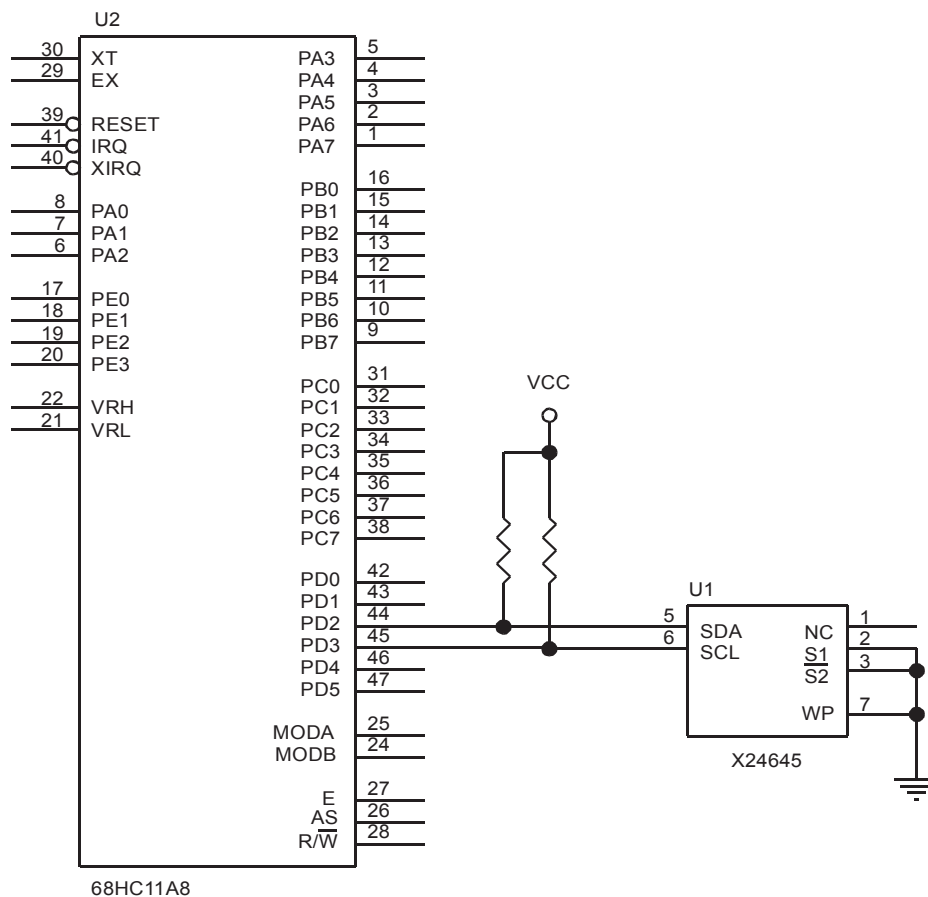 U2
30 XT PA3 5
29 EX PA4 4
PA5 3
39 RESET PA6 2
41 IRQ PA7 1
40 XIRQ
PB0 16
8 PA0 PB1 15
7 PA1 PB2 14
6 PA2 PB3 13
PB4 12
17 PE0 PB5 11
18 PE1 PB6 10
19 PE2 PB7 9
20 PE3
PC0 31
22 VRH PC1 32
21 VRL PC2 33
PC3 34
PC4 35
PC5 36
PC6 37
PC7 38
PD0 42
PD1 43
PD2 44
PD3 45
PD4 46
PD5 47
MODA 25
MODB 24
E 27
AS 26
R/W̅ 28
68HC11A8
VCC
U1
5 SDA NC 1
6 SCL S1 2
S̅2̅ 3
WP 7
X24645